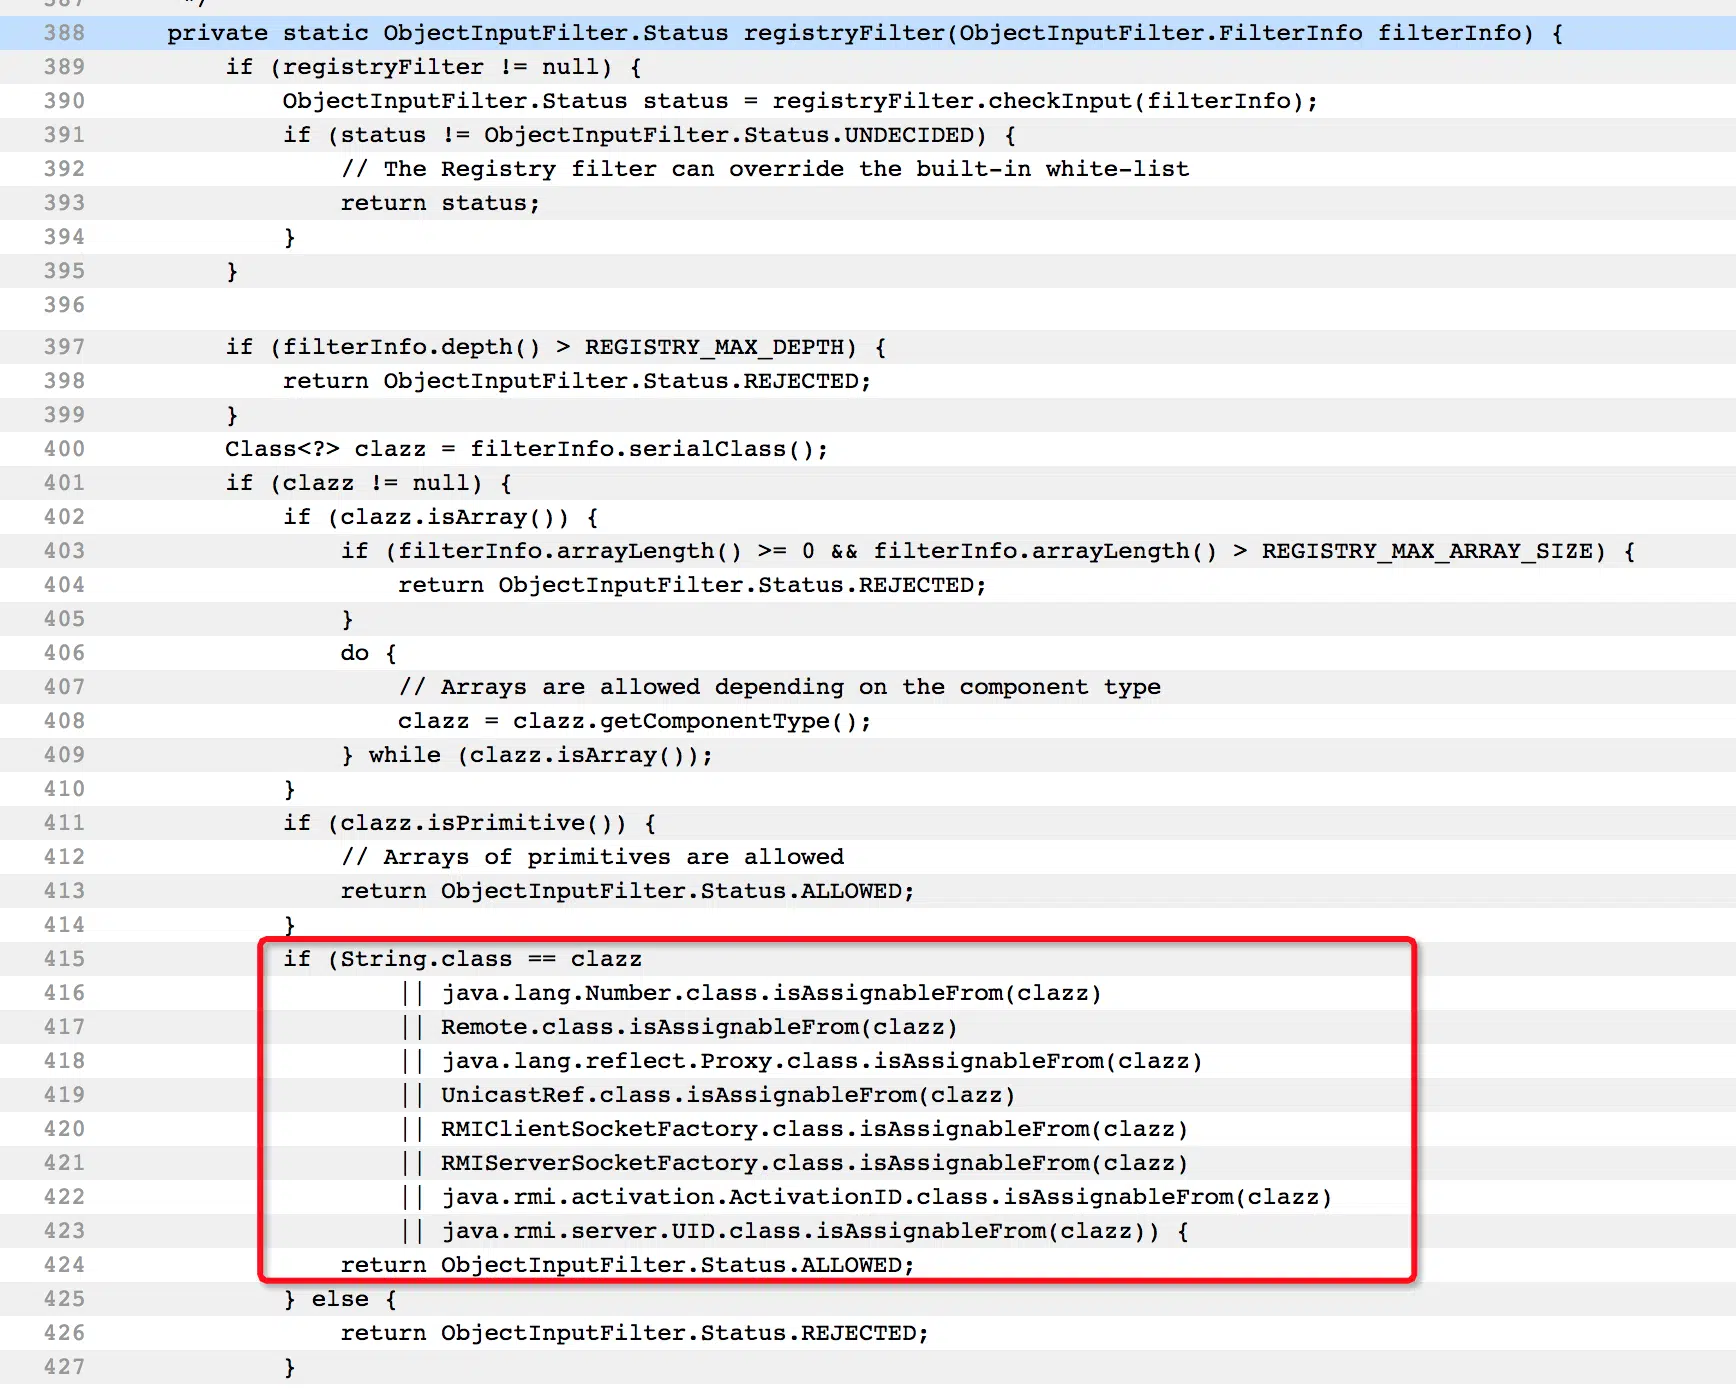 387 */
388 private static ObjectInputFilter.Status registryFilter(ObjectInputFilter.FilterInfo filterInfo) {
389 if (registryFilter != null) {
390 ObjectInputFilter.Status status = registryFilter.checkInput(filterInfo);
391 if (status != ObjectInputFilter.Status.UNDECIDED) {
392 // The Registry filter can override the built-in white-list
393 return status;
394 }
395 }
396
397 if (filterInfo.depth() > REGISTRY_MAX_DEPTH) {
398 return ObjectInputFilter.Status.REJECTED;
399 }
400 Class<?> clazz = filterInfo.serialClass();
401 if (clazz != null) {
402 if (clazz.isArray()) {
403 if (filterInfo.arrayLength() >= 0 && filterInfo.arrayLength() > REGISTRY_MAX_ARRAY_SIZE) {
404 return ObjectInputFilter.Status.REJECTED;
405 }
406 do {
407 // Arrays are allowed depending on the component type
408 clazz = clazz.getComponentType();
409 } while (clazz.isArray());
410 }
411 if (clazz.isPrimitive()) {
412 // Arrays of primitives are allowed
413 return ObjectInputFilter.Status.ALLOWED;
414 }
415 if (String.class == clazz
416 || java.lang.Number.class.isAssignableFrom(clazz)
417 || Remote.class.isAssignableFrom(clazz)
418 || java.lang.reflect.Proxy.class.isAssignableFrom(clazz)
419 || UnicastRef.class.isAssignableFrom(clazz)
420 || RMIClientSocketFactory.class.isAssignableFrom(clazz)
421 || RMIServerSocketFactory.class.isAssignableFrom(clazz)
422 || java.rmi.activation.ActivationID.class.isAssignableFrom(clazz)
423 || java.rmi.server.UID.class.isAssignableFrom(clazz)) {
424 return ObjectInputFilter.Status.ALLOWED;
425 } else {
426 return ObjectInputFilter.Status.REJECTED;
427 }